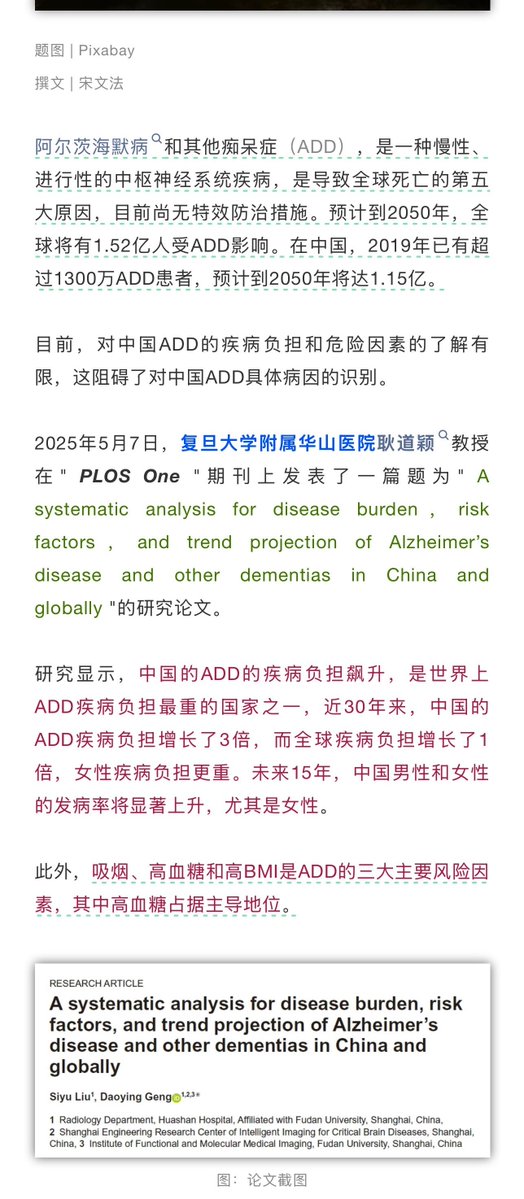 题图 | Pixabay
撰文 | 宋文法
阿尔茨海默病和其他痴呆症（ADD），是一种慢性、
进行性的中枢神经系统疾病，是导致全球死亡的第五
大原因，目前尚无特效防治措施。预计到2050年，全
球将有1.52亿人受ADD影响。在中国，2019年已有超
过1300万ADD患者，预计到2050年将达1.15亿。
目前，对中国ADD的疾病负担和危险因素的了解有
限，这阻碍了对中国ADD具体病因的识别。
2025年5月7日，复旦大学附属华山医院耿道颖教授
在" PLOS One "期刊上发表了一篇题为" A
systematic analysis for disease burden , risk
factors , and trend projection of Alzheimer's
disease and other dementias in China and
globally "的研究论文。
研究显示，中国的ADD的疾病负担飙升，是世界上
ADD疾病负担最重的国家之一，近30年来，中国的
ADD疾病负担增长了3倍，而全球疾病负担增长了1
倍，女性疾病负担更重。未来15年，中国男性和女性
的发病率将显著上升，尤其是女性。
此外，吸烟、高血糖和高BMI是ADD的三大主要风险因
素，其中高血糖占据主导地位。
RESEARCH ARTICLE
A systematic analysis for disease burden, risk
factors, and trend projection of Alzheimer's
disease and other dementias in China and
globally
Siyu Liu1, Daoying Geng1,2,3*
1 Radiology Department, Huashan Hospital, Affiliated with Fudan University, Shanghai, China,
2 Shanghai Engineering Research Center of Intelligent Imaging for Critical Brain Diseases, Shanghai,
China, 3 Institute of Functional and Molecular Medical Imaging, Fudan University, Shanghai, China
图：论文截图